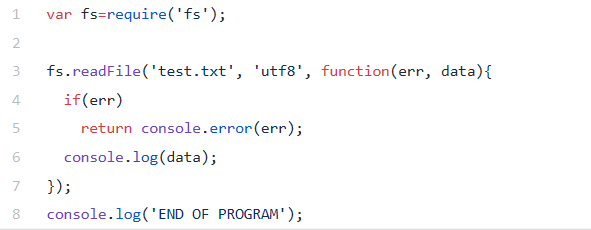 1 var fs=require('fs');
2
3 fs.readFile('test.txt', 'utf8', function(err, data){
4   if(err)
5     return console.error(err);
6   console.log(data);
7 });
8 console.log('END OF PROGRAM');